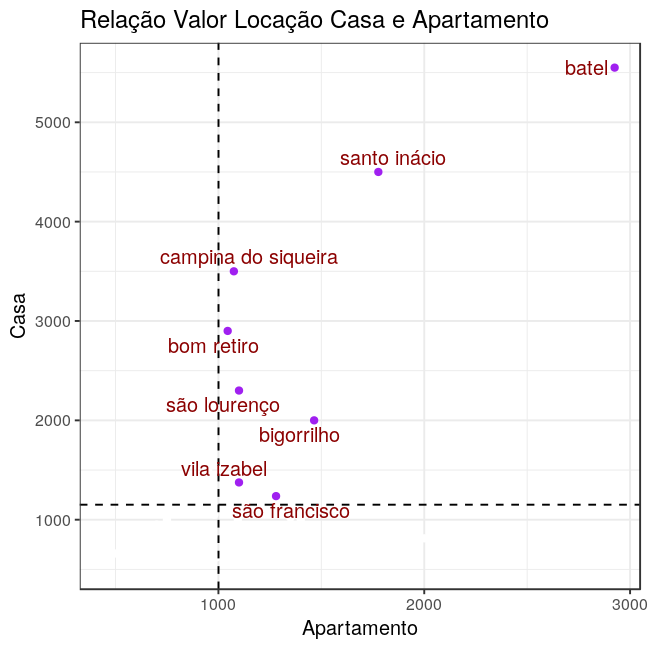 Relação Valor Locação Casa e Apartamento
batel
5000
santo inácio
4000
campina do siqueira
Casa
3000
bom retiro
são lourenço
2000
bigorrilho
vila izabel
são francisco
1000
1000 2000 3000
Apartamento